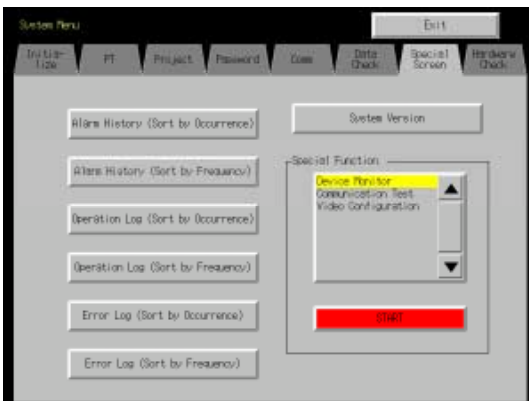 System Menu
Exit
Initia-
lize
PT
Project
Password
Comm
Data
Check
Special
Screen
Hardware
Check
Alarm History (Sort by Occurrence)
System Version
Alarm History (Sort by Frequency)
Special Function
Device Monitor
Communication Test
Video Configuration
Operation Log (Sort by Occurrence)
Operation Log (Sort by Frequency)
START
Error Log (Sort by Occurrence)
Error Log (Sort by Frequency)